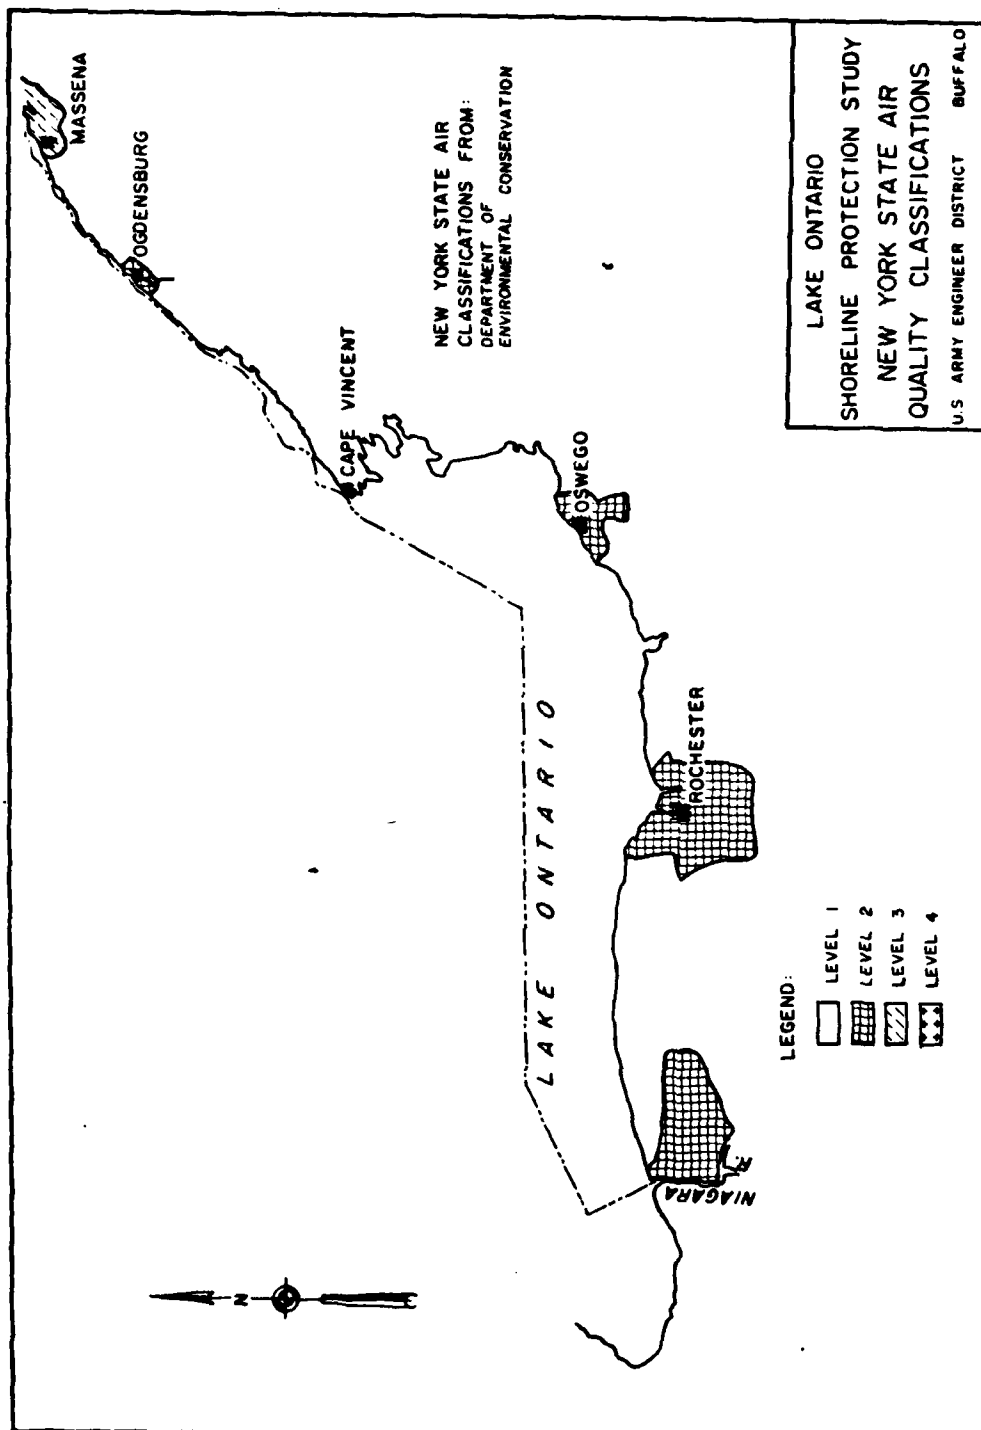 MASSENA
OGDENSBURG
CAPE VINCENT
NEW YORK STATE AIR
CLASSIFICATIONS FROM:
DEPARTMENT OF
ENVIRONMENTAL CONSERVATION
OSWEGO
LAKE ONTARIO
ROCHESTER
NIAGARA
R.
N
LEGEND:
LEVEL 1
LEVEL 2
LEVEL 3
LEVEL 4
LAKE ONTARIO
SHORELINE PROTECTION STUDY
NEW YORK STATE AIR
QUALITY CLASSIFICATIONS
U.S ARMY ENGINEER DISTRICT BUFFALO